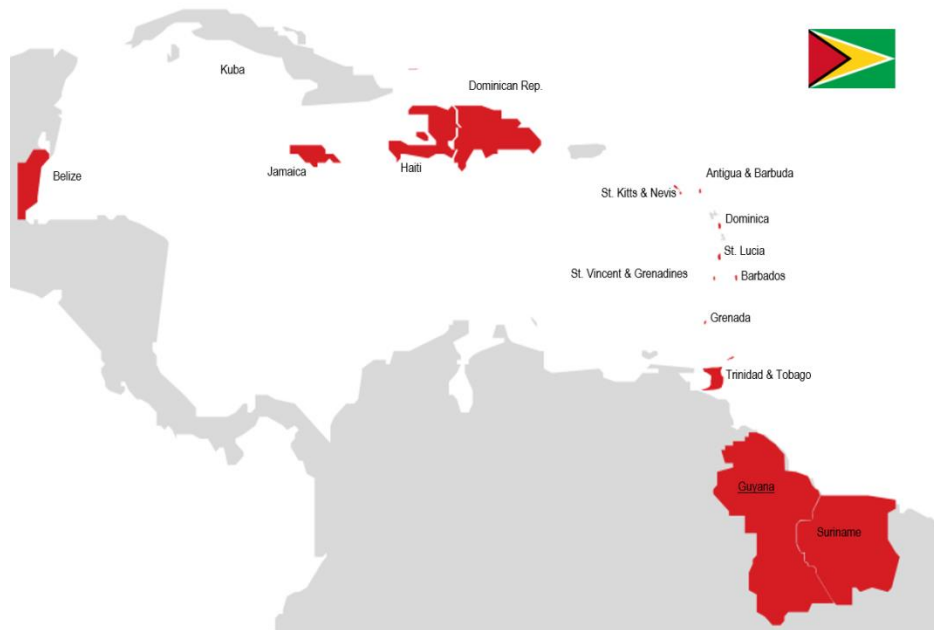 Kuba
Dominican Rep.
Belize
Jamaica
Haiti
Antigua & Barbuda
St. Kitts & Nevis
Dominica
St. Lucia
St. Vincent & Grenadines
Barbados
Grenada
Trinidad & Tobago
Guyana
Suriname